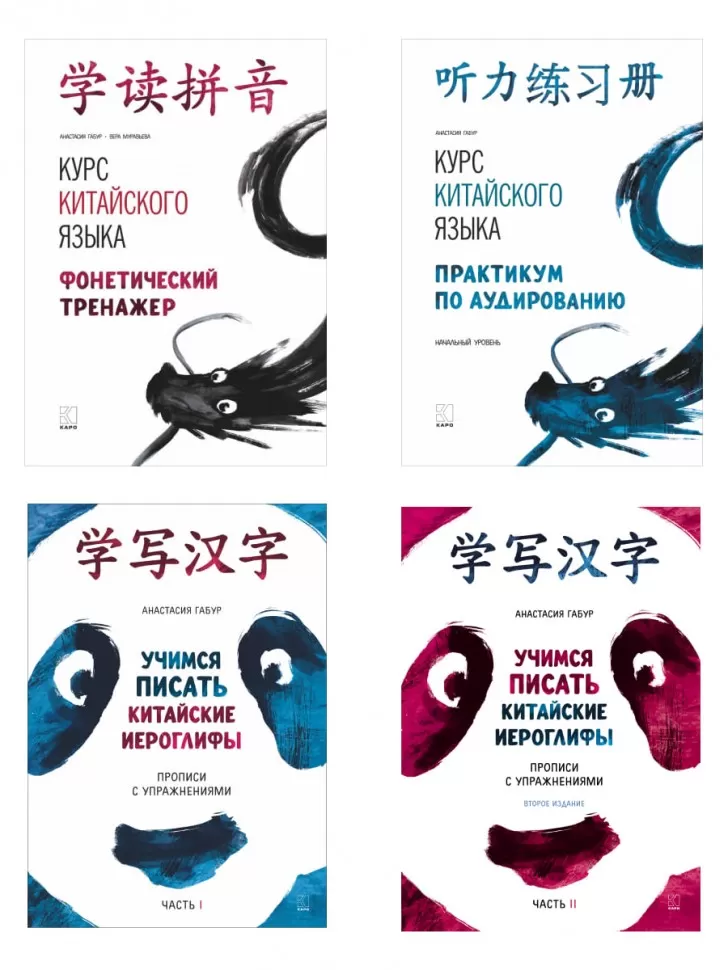 学读拼音
АНАСТАСИЯ ГАБУР • ВЕРА МУРАВЬЕВА
КУРС
КИТАЙСКОГО
ЯЗЫКА
ФОНЕТИЧЕСКИЙ
ТРЕНАЖЕР
КАРО
听力练习册
АНАСТАСИЯ ГАБУР
КУРС
КИТАЙСКОГО
ЯЗЫКА
ПРАКТИКУМ
ПО АУДИРОВАНИЮ
НАЧАЛЬНЫЙ УРОВЕНЬ
КАРО
学写汉字
АНАСТАСИЯ ГАБУР
УЧИМСЯ
ПИСАТЬ
КИТАЙСКИЕ
ИЕРОГЛИФЫ
ПРОПИСИ
С УПРАЖНЕНИЯМИ
ЧАСТЬ I
КАРО
学写汉字
АНАСТАСИЯ ГАБУР
УЧИМСЯ
ПИСАТЬ
КИТАЙСКИЕ
ИЕРОГЛИФЫ
ПРОПИСИ
С УПРАЖНЕНИЯМИ
ВТОРОЕ ИЗДАНИЕ
ЧАСТЬ II
КАРО